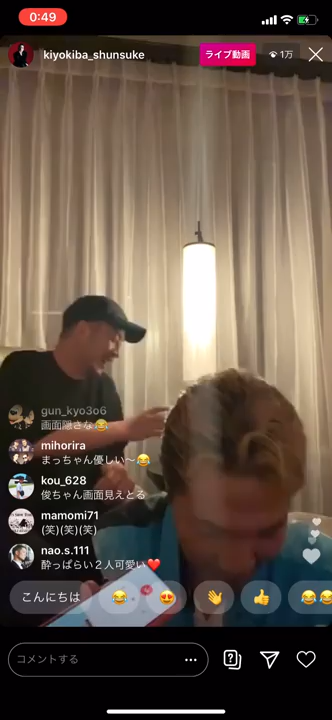 0:49
kiyokiba_shunsuke
ライブ動画
1万
gun_kyo3o6
画面隠さな😂
mihorira
まっちゃん優しい〜😂
kou_628
俊ちゃん画面見えとる
mamomi71
(笑)(笑)(笑)
nao.s.111
酔っぱらい２人可愛い❤️
こんにちは
コメントする